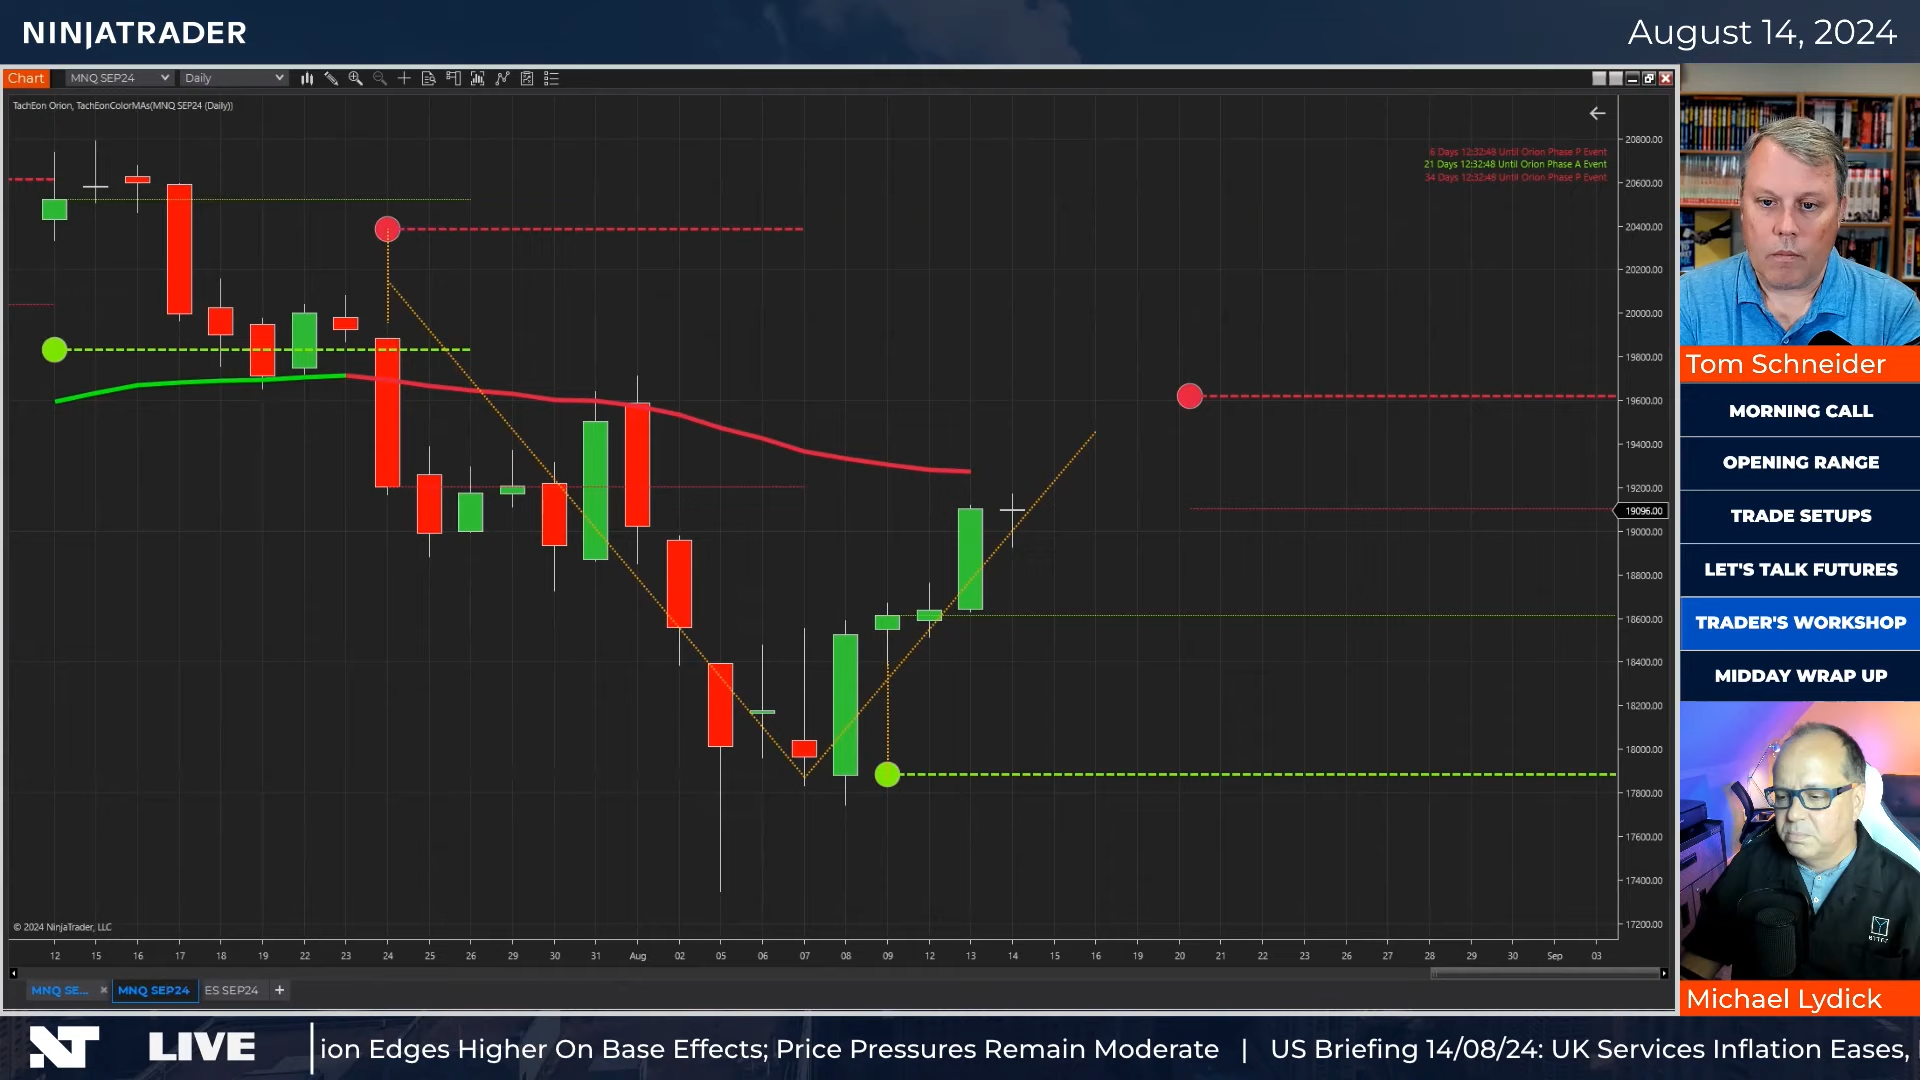 NINJATRADER
August 14, 2024
Chart
MNQ SEP24
Daily
TachEon Orion, TachEonColorMAs(MNQ SEP24 (Daily))
6 Days 12:32:48 Until Orion Phase P Event
21 Days 12:32:48 Until Orion Phase A Event
34 Days 12:32:48 Until Orion Phase P Event
20800.00
20600.00
20400.00
20200.00
20000.00
19800.00
19600.00
19400.00
19200.00
19096.00
19000.00
18800.00
18600.00
18400.00
18200.00
18000.00
17800.00
17600.00
17400.00
17200.00
© 2024 NinjaTrader, LLC
12 15 16 17 18 19 22 23 24 25 26 29 30 31 Aug 02 05 06 07 08 09 12 13 14 15 16 19 20 21 22 23 26 27 28 29 30 Sep 03
MNQ SE... × MNQ SEP24 ES SEP24 +
Tom Schneider
MORNING CALL
OPENING RANGE
TRADE SETUPS
LET'S TALK FUTURES
TRADER'S WORKSHOP
MIDDAY WRAP UP
Michael Lydick
NT LIVE
ion Edges Higher On Base Effects; Price Pressures Remain Moderate | US Briefing 14/08/24: UK Services Inflation Eases,